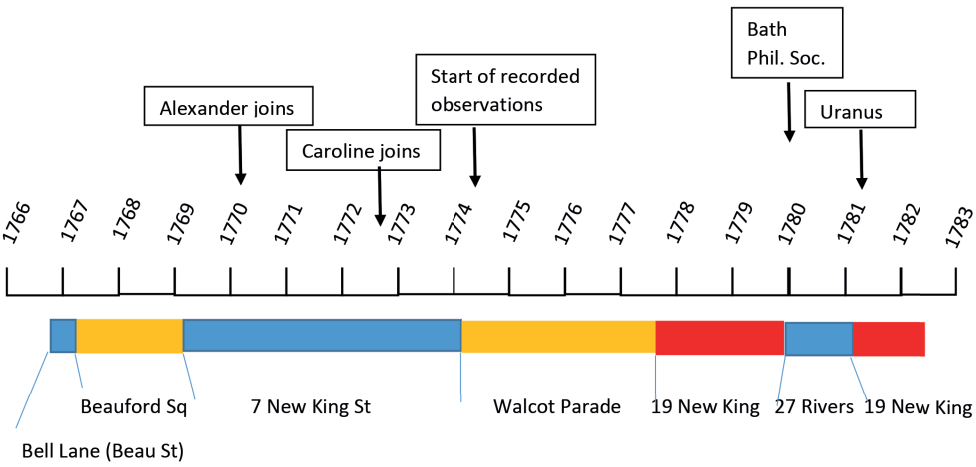 Bath
Phil. Soc.
Start of recorded
observations
Alexander joins
Uranus
Caroline joins
1766 1767 1768 1769 1770 1771 1772 1773 1774 1775 1776 1777 1778 1779 1780 1781 1782 1783
Beauford Sq 7 New King St Walcot Parade 19 New King 27 Rivers 19 New King
Bell Lane (Beau St)